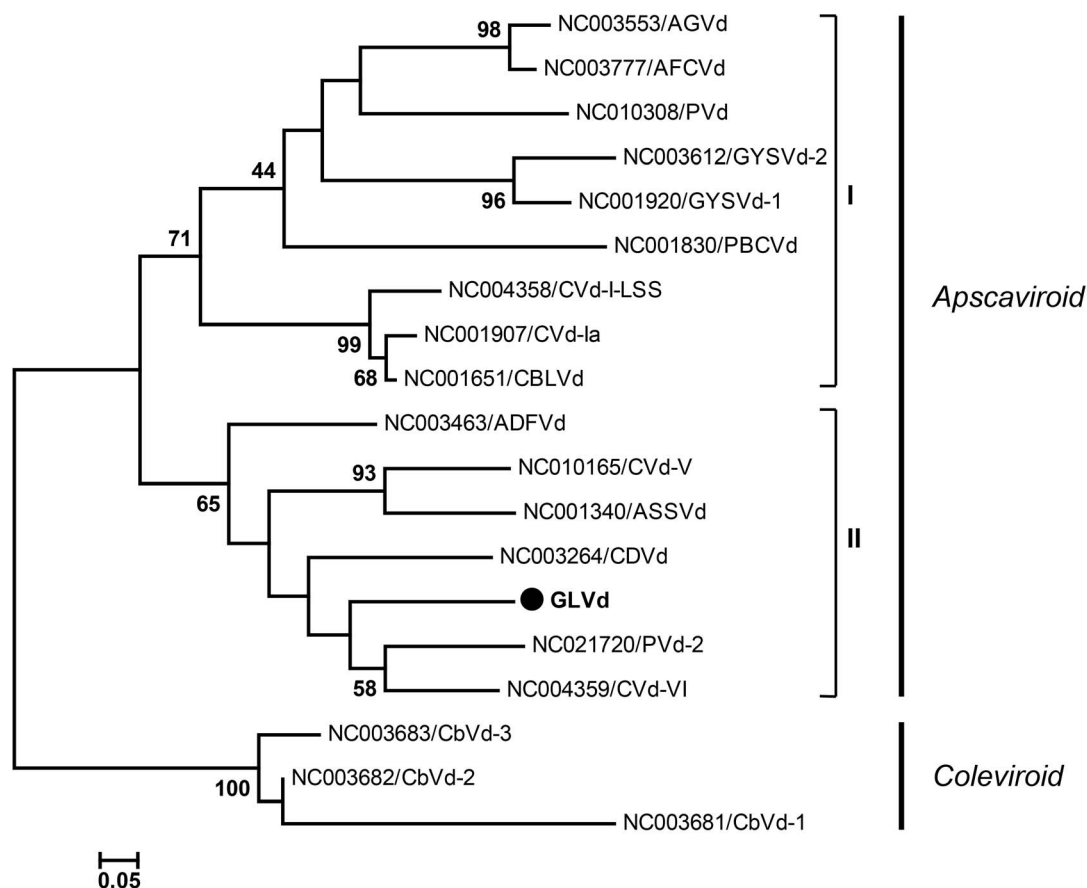 98
NC003553/AGVd
NC003777/AFCVd
NC010308/PVd
NC003612/GYSVd-2
44
96
NC001920/GYSVd-1
I
NC001830/PBCVd
71
NC004358/CVd-I-LSS
Apscaviroid
NC001907/CVd-Ia
99
68
NC001651/CBLVd
NC003463/ADFVd
93
NC010165/CVd-V
65
NC001340/ASSVd
II
NC003264/CDVd
GLVd
NC021720/PVd-2
58
NC004359/CVd-VI
NC003683/CbVd-3
100
NC003682/CbVd-2
Coleviroid
NC003681/CbVd-1
0.05